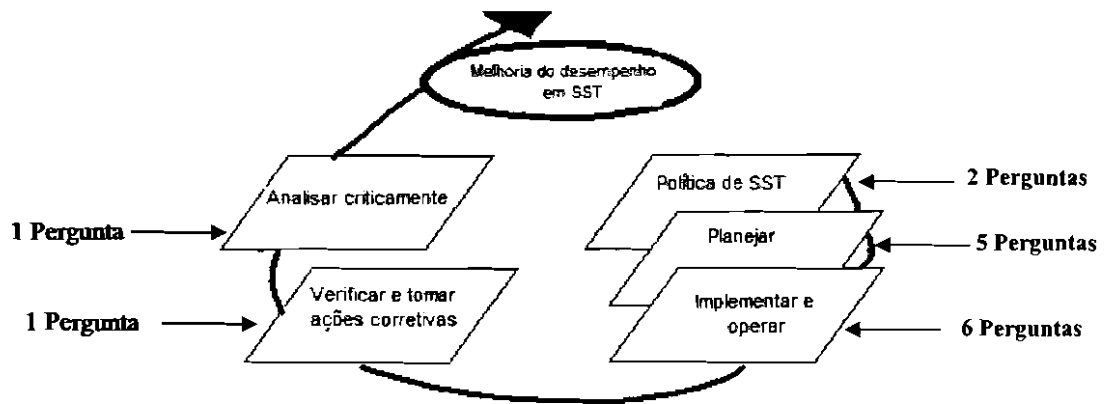 Melhoria do desempenho
em SST
Analisar criticamente
1 Pergunta
Verificar e tomar
ações corretivas
1 Pergunta
Política de SST
2 Perguntas
Planejar
5 Perguntas
Implementar e
operar
6 Perguntas